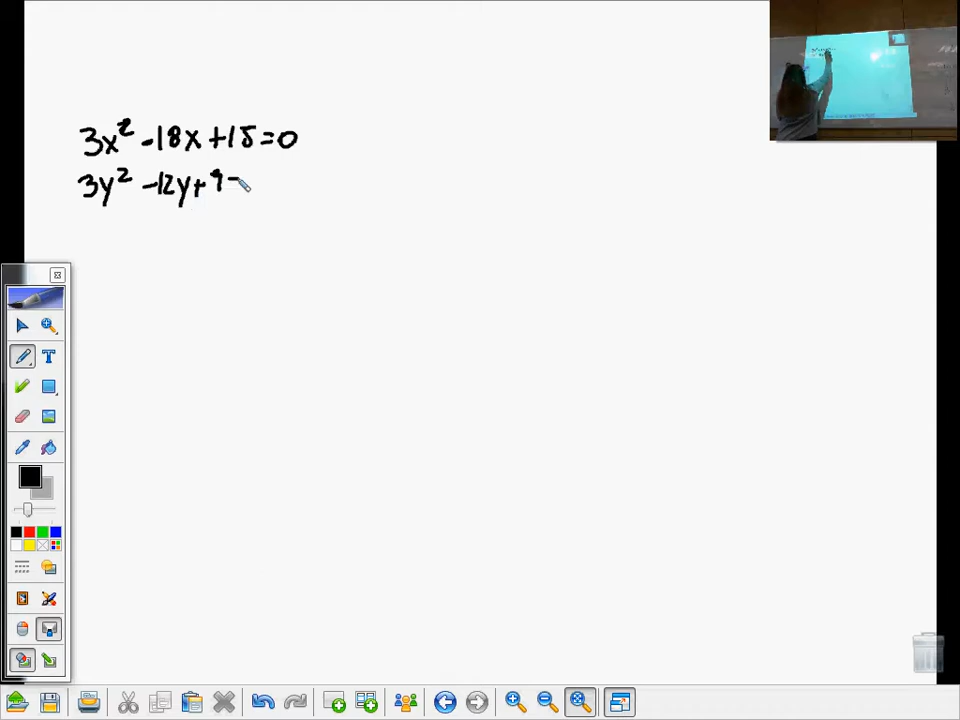 3x² -18x +15=0
3y² -12y+9-